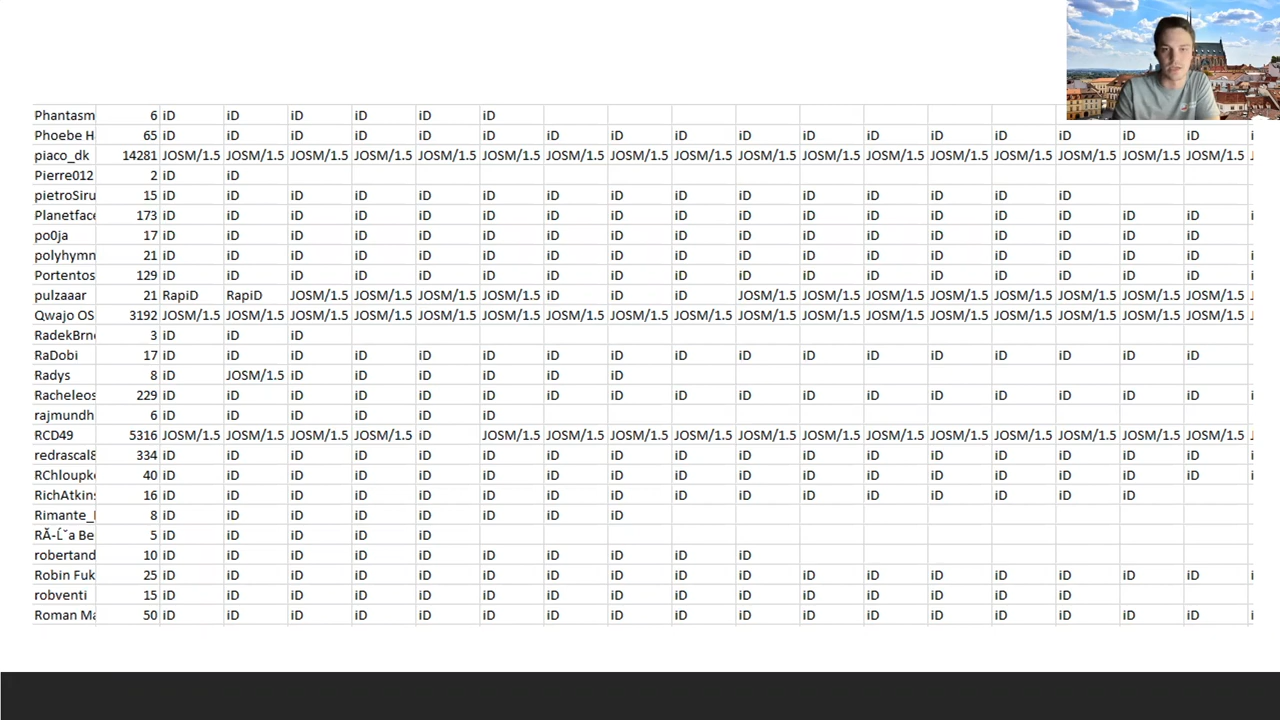 Phantasm 6 iD iD iD iD iD iD
Phoebe H 65 iD iD iD iD iD iD iD iD iD iD iD iD iD iD iD iD iD
piaco_dk 14281 JOSM/1.5 JOSM/1.5 JOSM/1.5 JOSM/1.5 JOSM/1.5 JOSM/1.5 JOSM/1.5 JOSM/1.5 JOSM/1.5 JOSM/1.5 JOSM/1.5 JOSM/1.5 JOSM/1.5 JOSM/1.5 JOSM/1.5 JOSM/1.5 JOSM/1.5
Pierre012 2 iD iD
pietroSiru 15 iD iD iD iD iD iD iD iD iD iD iD iD iD iD iD
Planetface 173 iD iD iD iD iD iD iD iD iD iD iD iD iD iD iD iD iD
po0ja 17 iD iD iD iD iD iD iD iD iD iD iD iD iD iD iD iD iD
polyhymn 21 iD iD iD iD iD iD iD iD iD iD iD iD iD iD iD iD iD
Portentos 129 iD iD iD iD iD iD iD iD iD iD iD iD iD iD iD iD iD
pulzaaar 21 RapiD RapiD JOSM/1.5 JOSM/1.5 JOSM/1.5 JOSM/1.5 iD iD iD JOSM/1.5 JOSM/1.5 JOSM/1.5 JOSM/1.5 JOSM/1.5 JOSM/1.5 JOSM/1.5 JOSM/1.5
Qwajo OS 3192 JOSM/1.5 JOSM/1.5 JOSM/1.5 JOSM/1.5 JOSM/1.5 JOSM/1.5 JOSM/1.5 JOSM/1.5 JOSM/1.5 JOSM/1.5 JOSM/1.5 JOSM/1.5 JOSM/1.5 JOSM/1.5 JOSM/1.5 JOSM/1.5 JOSM/1.5
RadekBrn 3 iD iD iD
RaDobi 17 iD iD iD iD iD iD iD iD iD iD iD iD iD iD iD iD iD
Radys 8 iD JOSM/1.5 iD iD iD iD iD iD
Racheleos 229 iD iD iD iD iD iD iD iD iD iD iD iD iD iD iD iD iD
rajmundh 6 iD iD iD iD iD iD
RCD49 5316 JOSM/1.5 JOSM/1.5 JOSM/1.5 JOSM/1.5 iD JOSM/1.5 JOSM/1.5 JOSM/1.5 JOSM/1.5 JOSM/1.5 JOSM/1.5 JOSM/1.5 JOSM/1.5 JOSM/1.5 JOSM/1.5 JOSM/1.5 JOSM/1.5
redrascal8 334 iD iD iD iD iD iD iD iD iD iD iD iD iD iD iD iD iD
RChloupk 40 iD iD iD iD iD iD iD iD iD iD iD iD iD iD iD iD iD
RichAtkins 16 iD iD iD iD iD iD iD iD iD iD iD iD iD iD iD iD
Rimante_ 8 iD iD iD iD iD iD iD iD
RĂ-Ľˇa Be 5 iD iD iD iD iD
robertand 10 iD iD iD iD iD iD iD iD iD iD
Robin Fuk 25 iD iD iD iD iD iD iD iD iD iD iD iD iD iD iD iD iD
robventi 15 iD iD iD iD iD iD iD iD iD iD iD iD iD iD iD
Roman Ma 50 iD iD iD iD iD iD iD iD iD iD iD iD iD iD iD iD iD